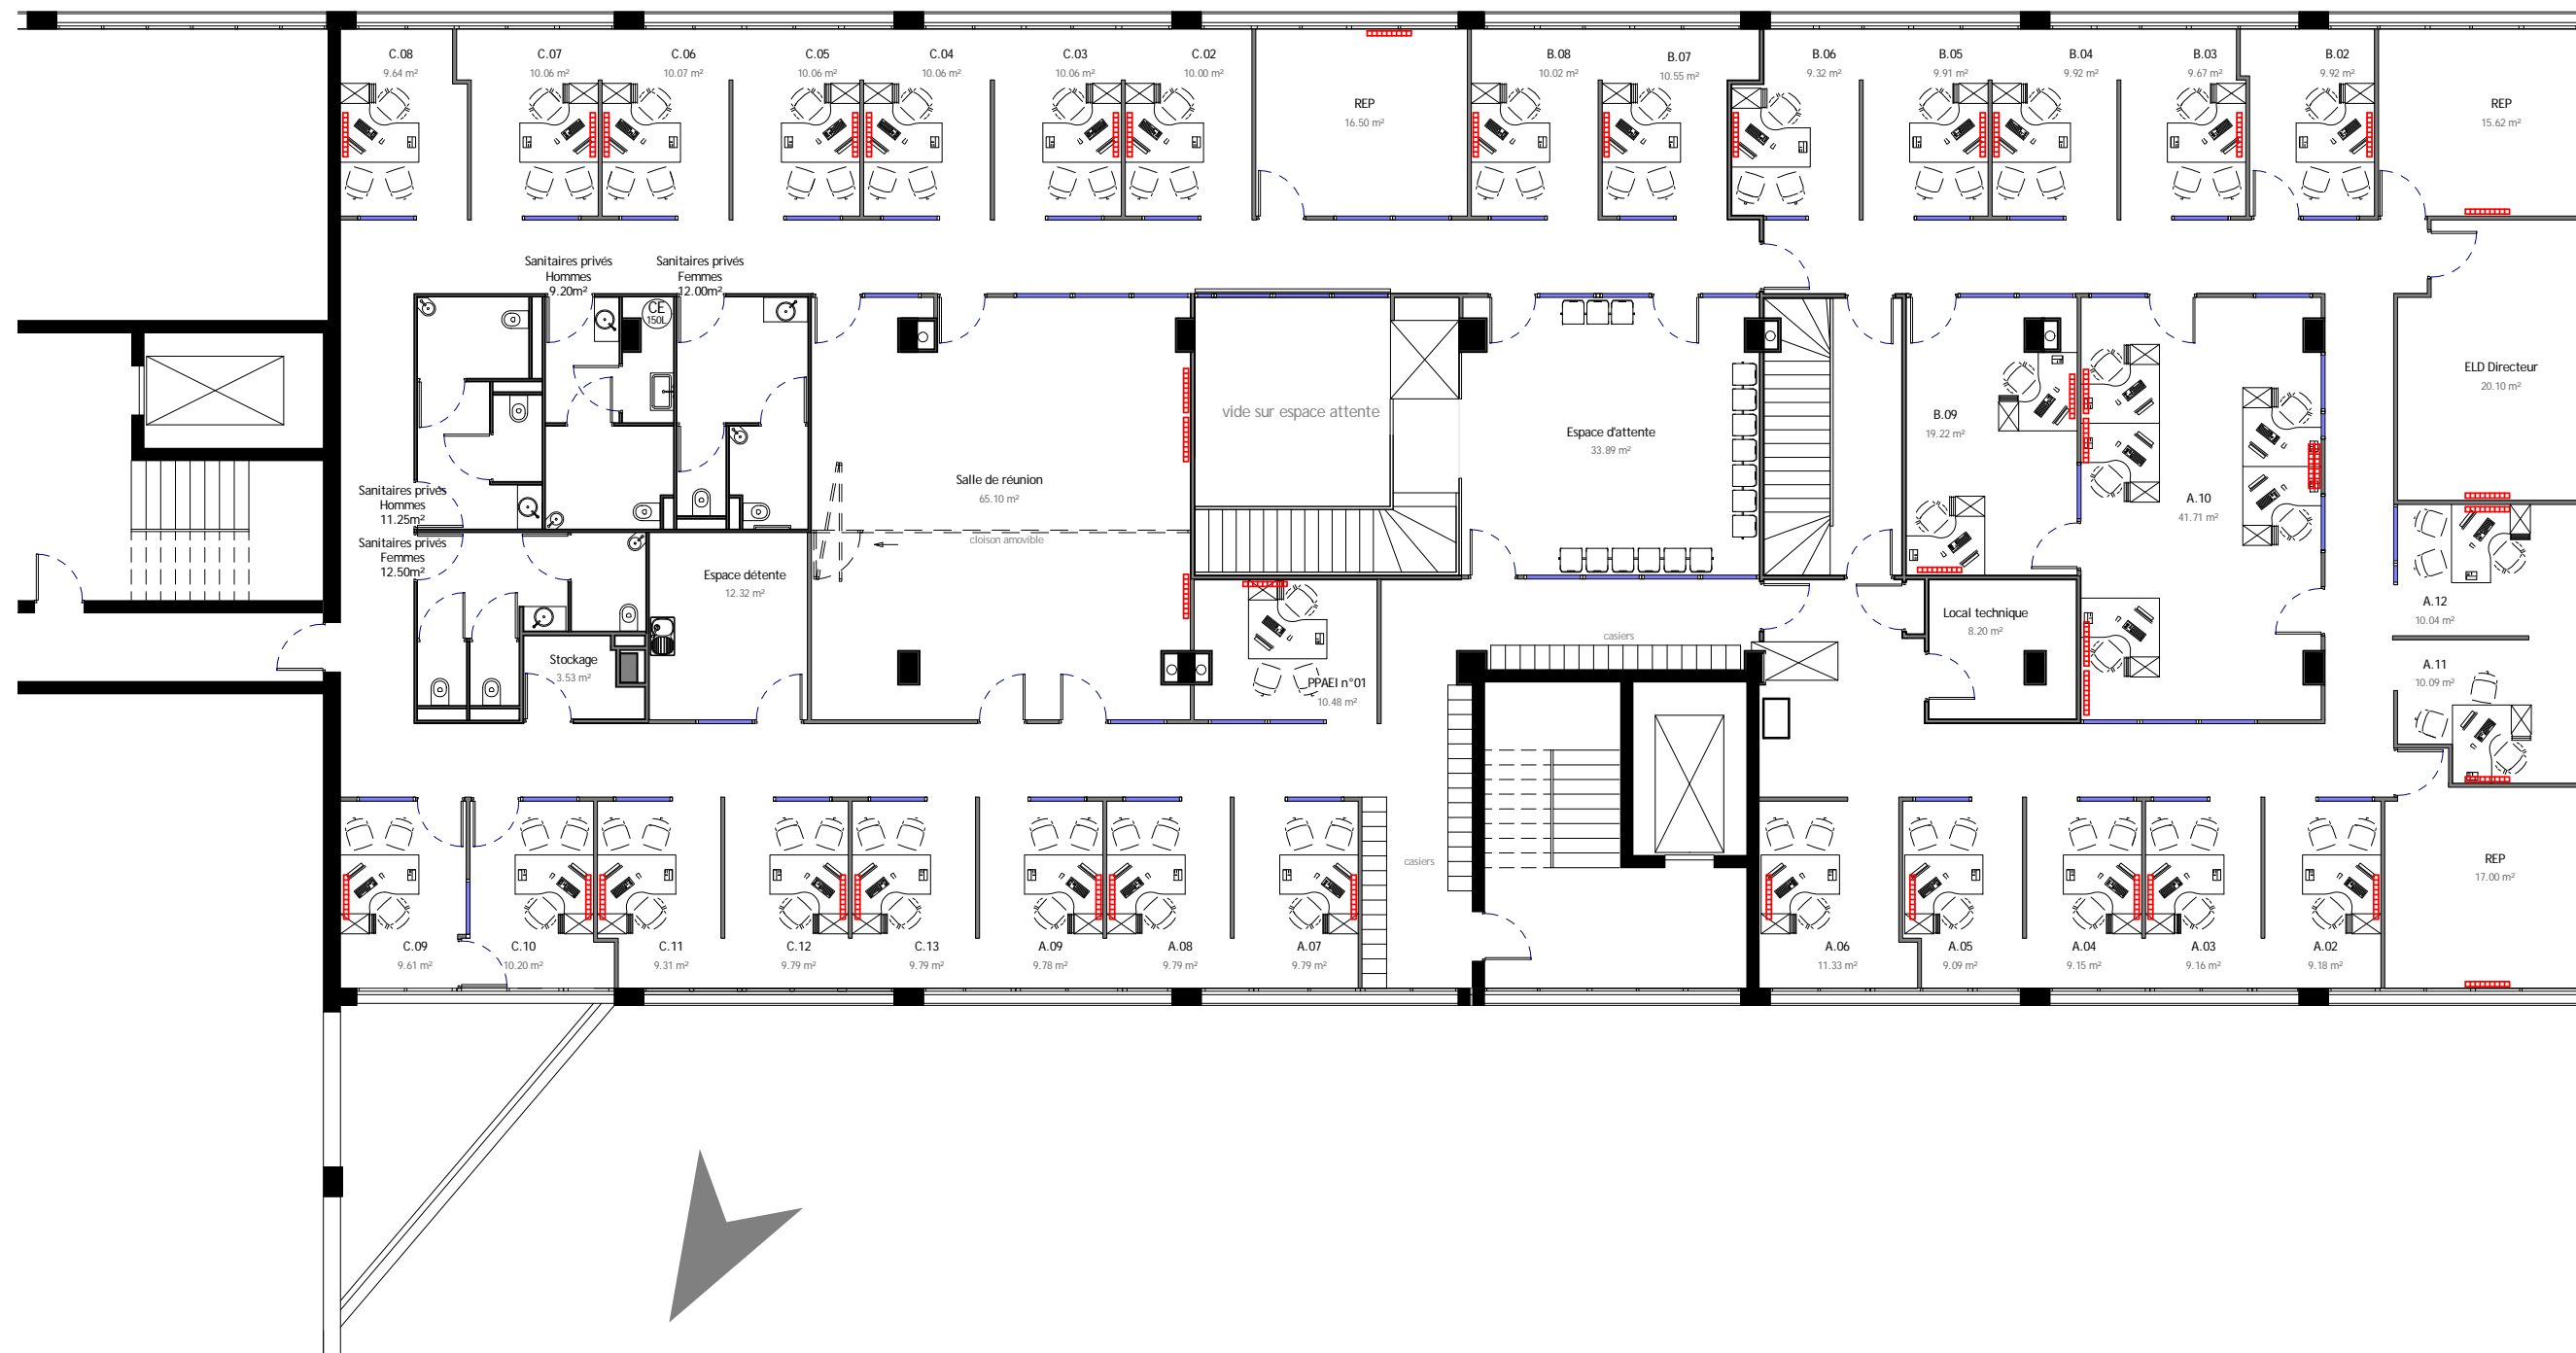 C.08
9.64 m²
C.07
10.06 m²
C.06
10.07 m²
C.05
10.06 m²
C.04
10.06 m²
C.03
10.06 m²
C.02
10.00 m²
REP
16.50 m²
B.08
10.02 m²
B.07
10.55 m²
B.06
9.32 m²
B.05
9.91 m²
B.04
9.92 m²
B.03
9.67 m²
B.02
9.92 m²
REP
15.62 m²
Sanitaires privés
Hommes
9.20m²
Sanitaires privés
Femmes
12.00m²
CE
150L
vide sur espace attente
Espace d'attente
33.89 m²
B.09
19.22 m²
ELD Directeur
20.10 m²
Salle de réunion
65.10 m²
A.10
41.71 m²
Sanitaires privés
Hommes
11.25m²
Sanitaires privés
Femmes
12.50m²
cloison amovible
Espace détente
12.32 m²
A.12
10.04 m²
Local technique
8.20 m²
casiers
Stockage
3.53 m²
A.11
10.09 m²
PPAEI n°01
10.48 m²
casiers
REP
17.00 m²
C.09
9.61 m²
C.10
10.20 m²
C.11
9.31 m²
C.12
9.79 m²
C.13
9.79 m²
A.09
9.78 m²
A.08
9.79 m²
A.07
9.79 m²
A.06
11.33 m²
A.05
9.09 m²
A.04
9.15 m²
A.03
9.16 m²
A.02
9.18 m²